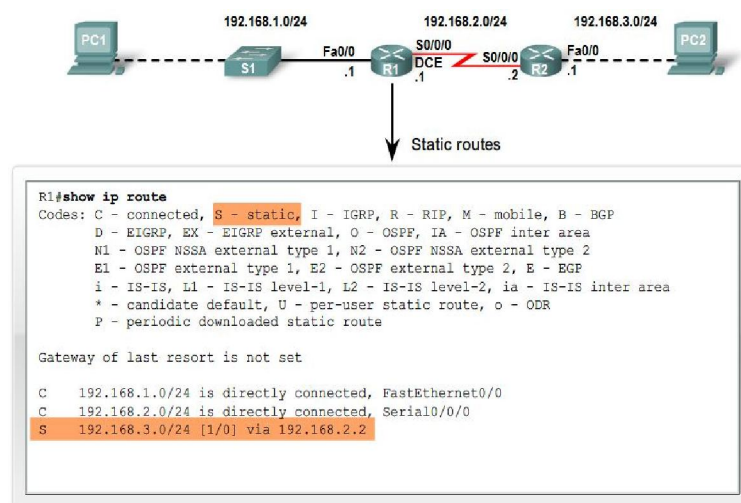 192.168.1.0/24 192.168.2.0/24 192.168.3.0/24
PC1 S1 Fa0/0 .1 R1 S0/0/0 DCE .1 S0/0/0 .2 R2 Fa0/0 .1 PC2
Static routes
R1#show ip route
Codes: C - connected, S - static, I - IGRP, R - RIP, M - mobile, B - BGP
D - EIGRP, EX - EIGRP external, O - OSPF, IA - OSPF inter area
N1 - OSPF NSSA external type 1, N2 - OSPF NSSA external type 2
E1 - OSPF external type 1, E2 - OSPF external type 2, E - EGP
i - IS-IS, L1 - IS-IS level-1, L2 - IS-IS level-2, ia - IS-IS inter area
* - candidate default, U - per-user static route, o - ODR
P - periodic downloaded static route
Gateway of last resort is not set
C 192.168.1.0/24 is directly connected, FastEthernet0/0
C 192.168.2.0/24 is directly connected, Serial0/0/0
S 192.168.3.0/24 [1/0] via 192.168.2.2